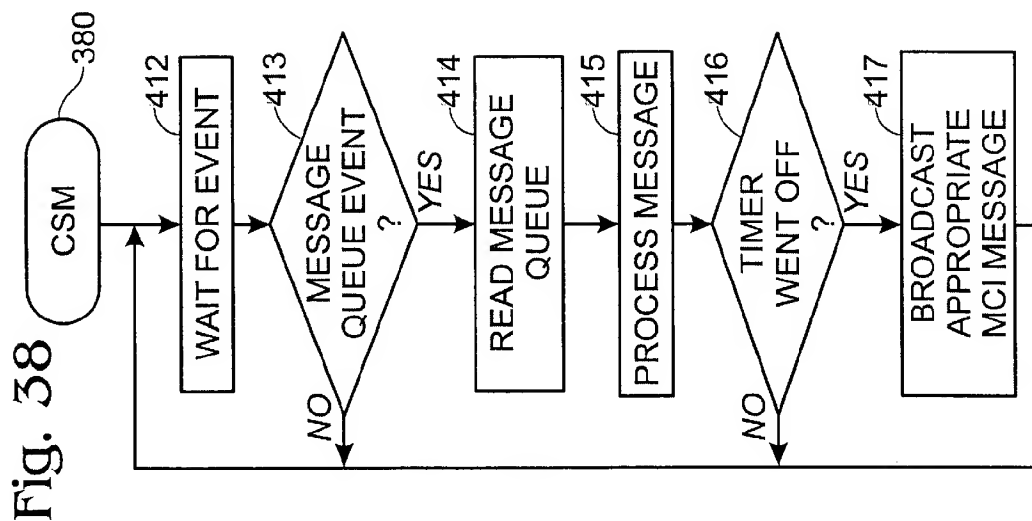 Fig. 38
CSM
380
WAIT FOR EVENT
412
MESSAGE
QUEUE EVENT
?
413
NO
YES
READ MESSAGE
QUEUE
414
PROCESS MESSAGE
415
TIMER
WENT OFF
?
416
NO
YES
BROADCAST
APPROPRIATE
MCI MESSAGE
417